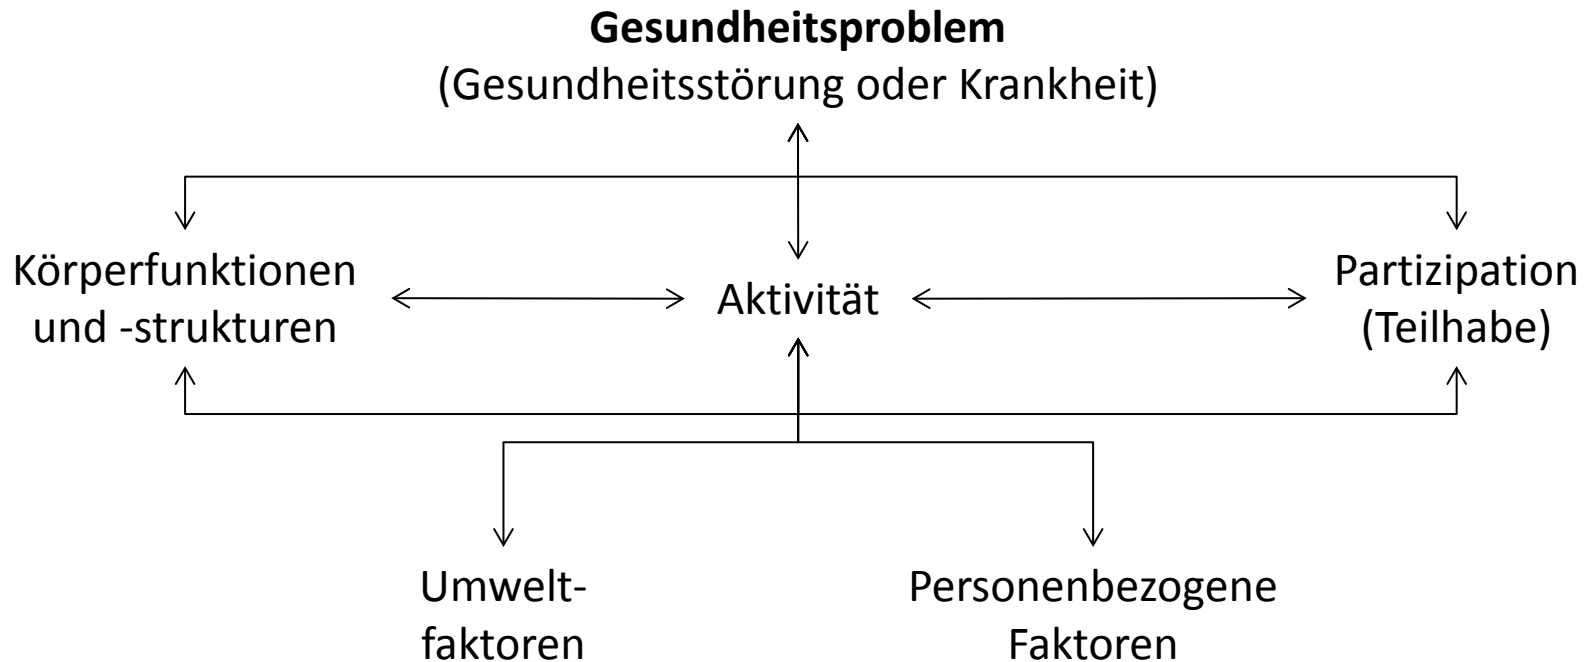 Gesundheitsproblem
(Gesundheitsstörung oder Krankheit)
Körperfunktionen
und -strukturen
Aktivität
Partizipation
(Teilhabe)
Umwelt-
faktoren
Personenbezogene
Faktoren